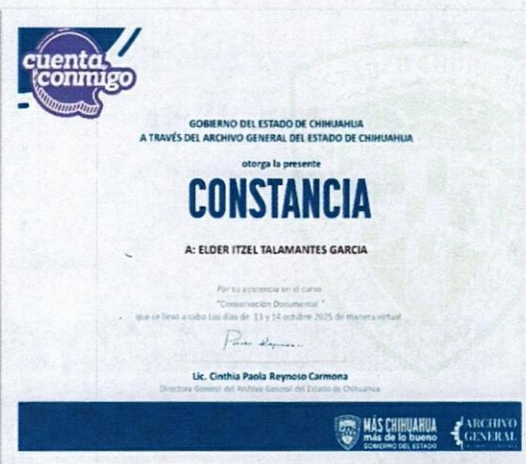 cuenta
conmigo
GOBIERNO DEL ESTADO DE CHIHUAHUA
A TRAVÉS DEL ARCHIVO GENERAL DEL ESTADO DE CHIHUAHUA
otorga la presente
CONSTANCIA
A: ELDER ITZEL TALAMANTES GARCIA
Por su asistencia en el curso
"Conservación Documental "
que se llevo a cabo Los días de 13 y 14 octubre 2025 de manera virtual
Lic. Cinthia Paola Reynoso Carmona
Directora General del Archivo General del Estado de Chihuahua
MÁS CHIHUAHUA
más de lo bueno
GOBIERNO DEL ESTADO
ARCHIVO
GENERAL